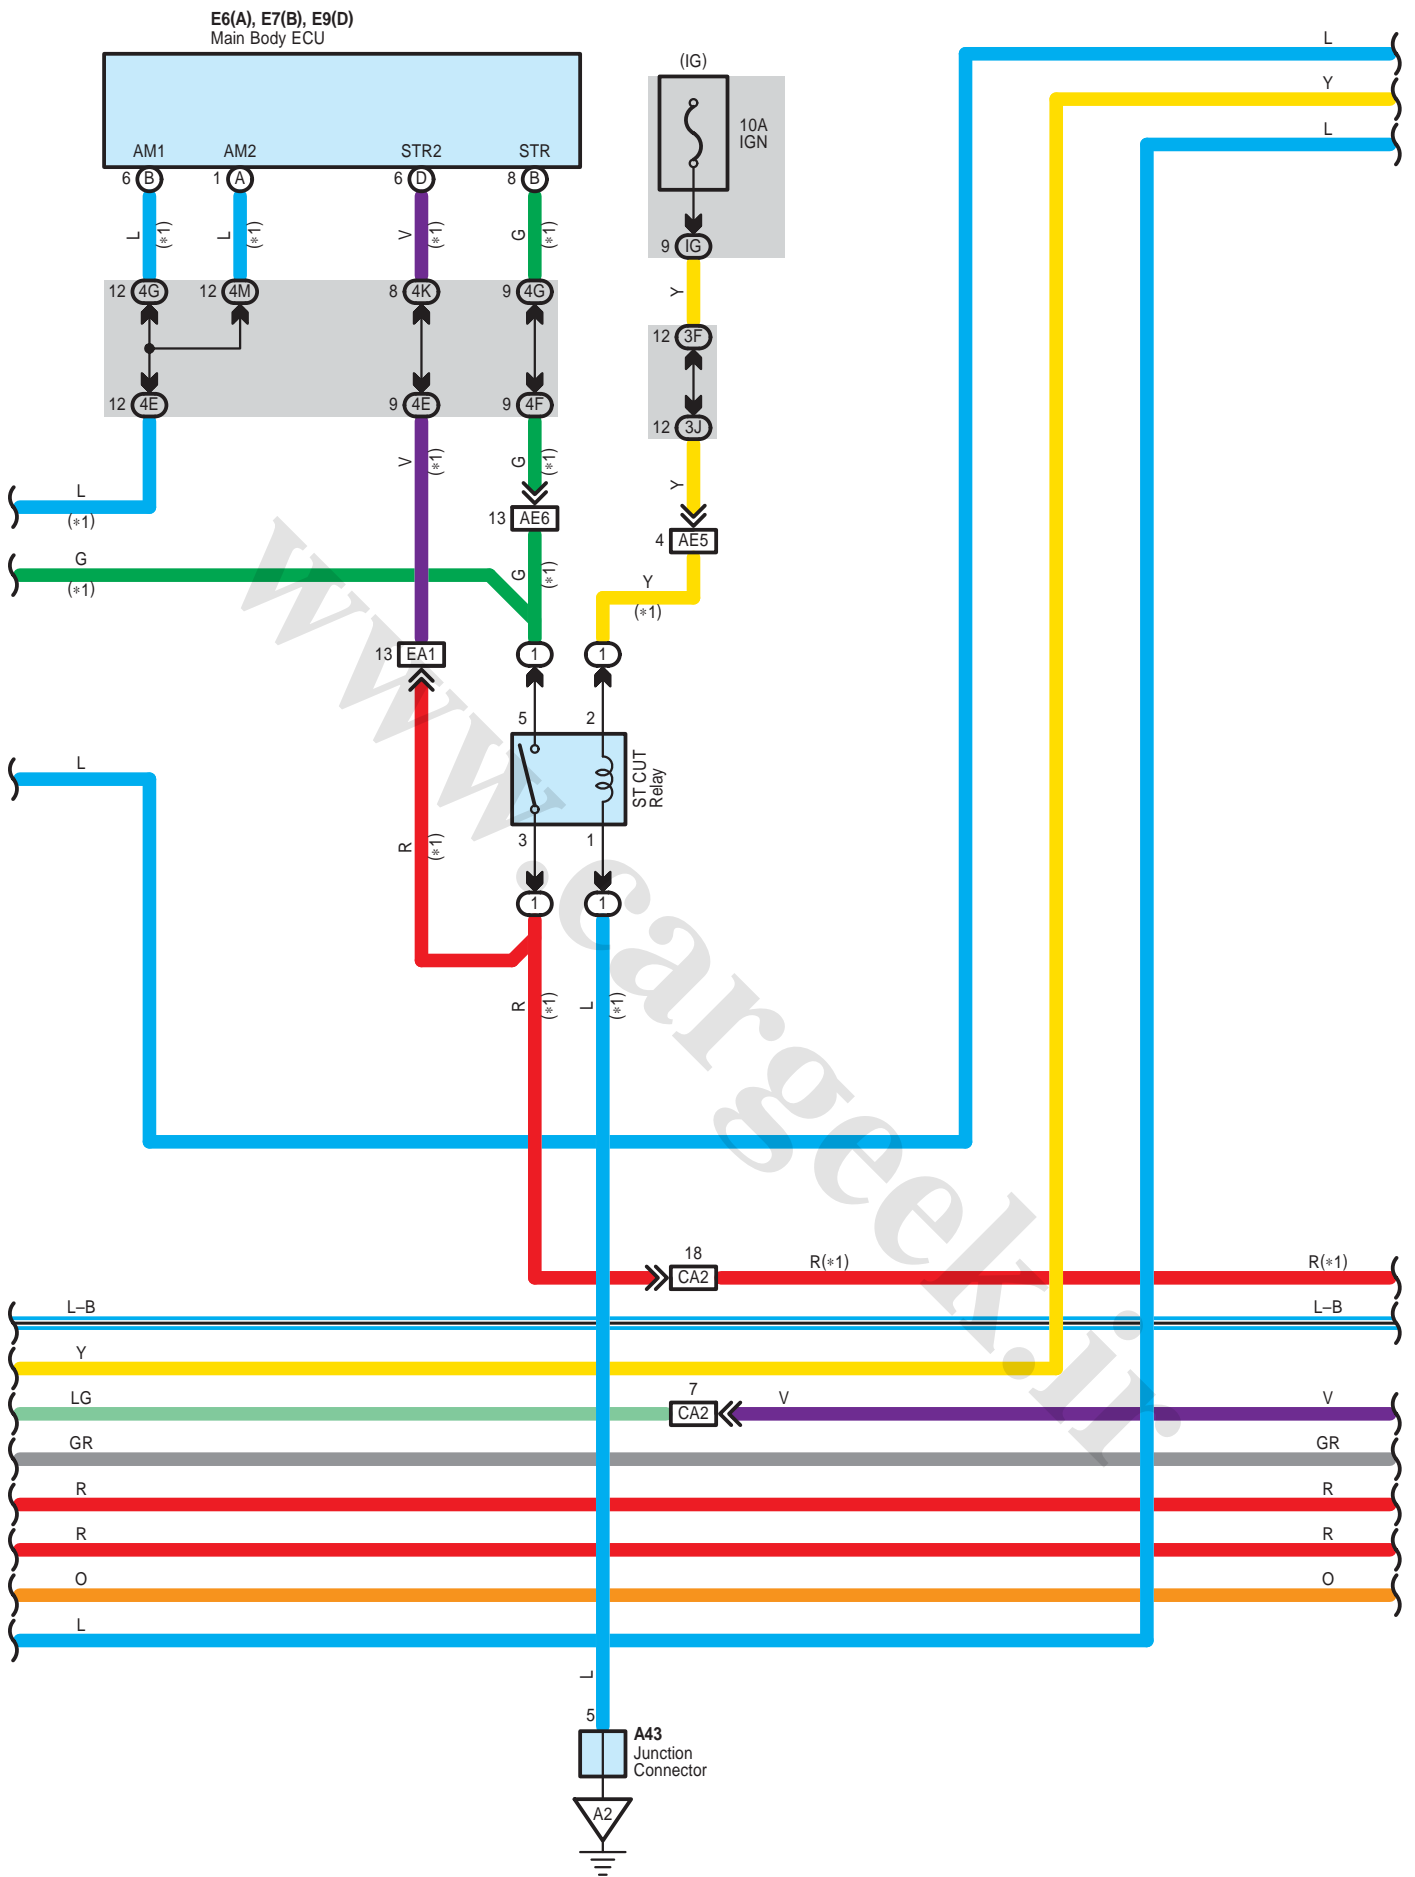 E6(A), E7(B), E9(D)
Main Body ECU
AM1
AM2
STR2
STR
6 B
1 A
6 D
8 B
L
(*1)
L
(*1)
V
(*1)
G
(*1)
12 4G
12 4M
8 4K
9 4G
12 4E
9 4E
9 4F
(IG)
10A
IGN
9 IG
Y
12 3F
12 3J
Y
4 AE5
Y
(*1)
L
Y
L
V
(*1)
G
(*1)
13 AE6
G
(*1)
L
(*1)
G
(*1)
13 EA1
1
1
5
2
ST CUT
Relay
3
1
1
1
L
R
(*1)
R
(*1)
L
(*1)
18
CA2
R(*1)
R(*1)
L–B
L–B
Y
LG
7
CA2
V
V
GR
GR
R
R
R
R
O
O
L
L
5
A43
Junction
Connector
A2
www.cargeek.ir